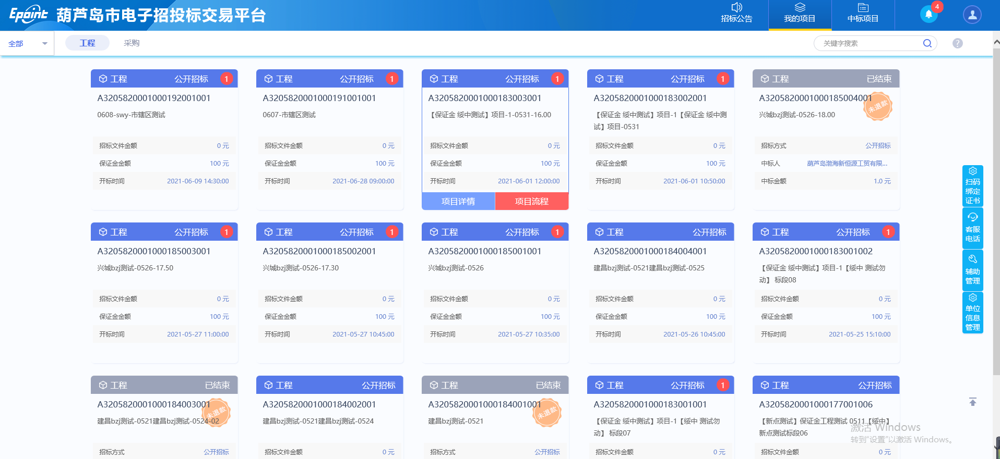 Epoint 葫芦岛市电子招投标交易平台
招标公告
我的项目
中标项目
4
全部
工程
采购
关键字搜索
?
工程 公开招标 1
A3205820001000192001001
0608-swy-市辖区测试
招标文件金额 0 元
保证金金额 100 元
开标时间 2021-06-09 14:30:00
工程 公开招标 1
A3205820001000191001001
0607-市辖区测试
招标文件金额 0 元
保证金金额 100 元
开标时间 2021-06-28 09:00:00
工程 公开招标 1
A3205820001000183003001
【保证金 绥中测试】项目-1-0531-16.00
招标文件金额 0 元
保证金金额 100 元
开标时间 2021-06-01 12:00:00
项目详情 项目流程
工程 公开招标 1
A3205820001000183002001
【保证金 绥中测试】项目-1【保证金 绥中测
试】项目-0531
招标文件金额 0 元
保证金金额 100 元
开标时间 2021-06-01 10:50:00
工程 已结束
A3205820001000185004001
未退款
兴城bzj测试-0526-18.00
招标方式 公开招标
中标人 葫芦岛渤海新恒源工贸有限...
中标金额 1.0 元
工程 公开招标 1
A3205820001000185003001
兴城bzj测试-0526-17.50
招标文件金额 0 元
保证金金额 100 元
开标时间 2021-05-27 11:00:00
工程 公开招标 1
A3205820001000185002001
兴城bzj测试-0526-17.30
招标文件金额 0 元
保证金金额 100 元
开标时间 2021-05-27 10:45:00
工程 公开招标 1
A3205820001000185001001
兴城bzj测试-0526
招标文件金额 0 元
保证金金额 100 元
开标时间 2021-05-27 10:35:00
工程 公开招标
A3205820001000184004001
建昌bzj测试-0521建昌bzj测试-0525
招标文件金额 0 元
保证金金额 100 元
开标时间 2021-05-26 10:45:00
工程 公开招标 1
A3205820001000183001002
【保证金 绥中测试】项目-1【绥中 测试勿
动】 标段08
招标文件金额 0 元
保证金金额 100 元
开标时间 2021-05-25 15:10:00
工程 已结束
A3205820001000184003001
未退款
建昌bzj测试-0521建昌bzj测试-0524-02
招标方式 公开招标
工程 公开招标
A3205820001000184002001
建昌bzj测试-0521建昌bzj测试-0524
招标文件金额 0 元
工程 已结束
A3205820001000184001001
未退款
建昌bzj测试-0521
招标方式 公开招标
工程 公开招标 1
A3205820001000183001001
【保证金 绥中测试】项目-1【绥中 测试勿
动】 标段07
招标文件金额 0 元
工程 公开招标
A3205820001000177001006
【新点测试】保证金工程测试 0511【绥中】
新点测试标段06
招标文件金额 0 元
扫码
绑定
证书
客服
电话
辅助
管理
单位
信息
管理
激活 Windows
转到"设置"以激活 Windows。